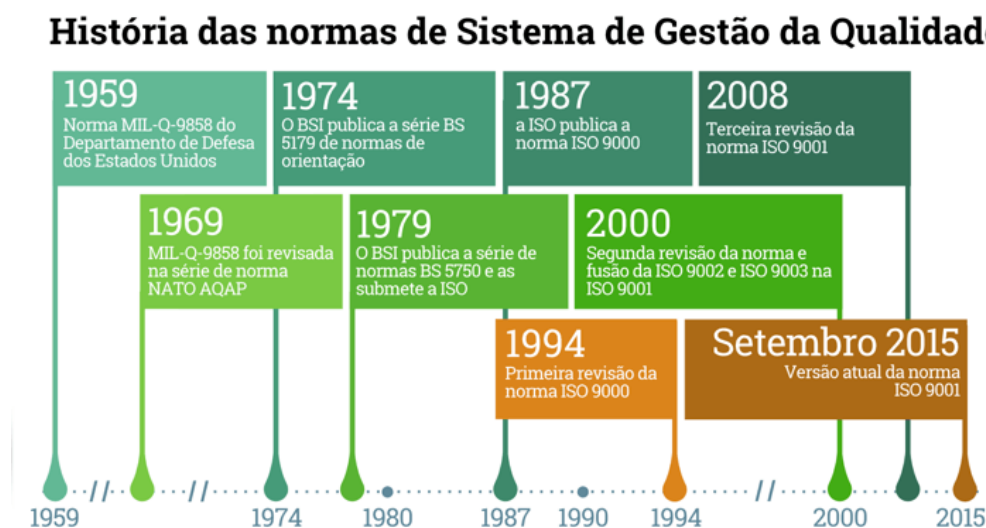 História das normas de Sistema de Gestão da Qualidade
1959
Norma MIL-Q-9858 do
Departamento de Defesa
dos Estados Unidos
1974
O BSI publica a série BS
5179 de normas de
orientação
1987
a ISO publica a
norma ISO 9000
2008
Terceira revisão da
norma ISO 9001
1969
MIL-Q-9858 foi revisada
na série de norma
NATO AQAP
1979
O BSI publica a série de
normas BS 5750 e as
submete a ISO
2000
Segunda revisão da norma e
fusão da ISO 9002 e ISO 9003 na
ISO 9001
1994
Primeira revisão da
norma ISO 9000
Setembro 2015
Versão atual da norma
ISO 9001
1959 1974 1980 1987 1990 1994 2000 2015